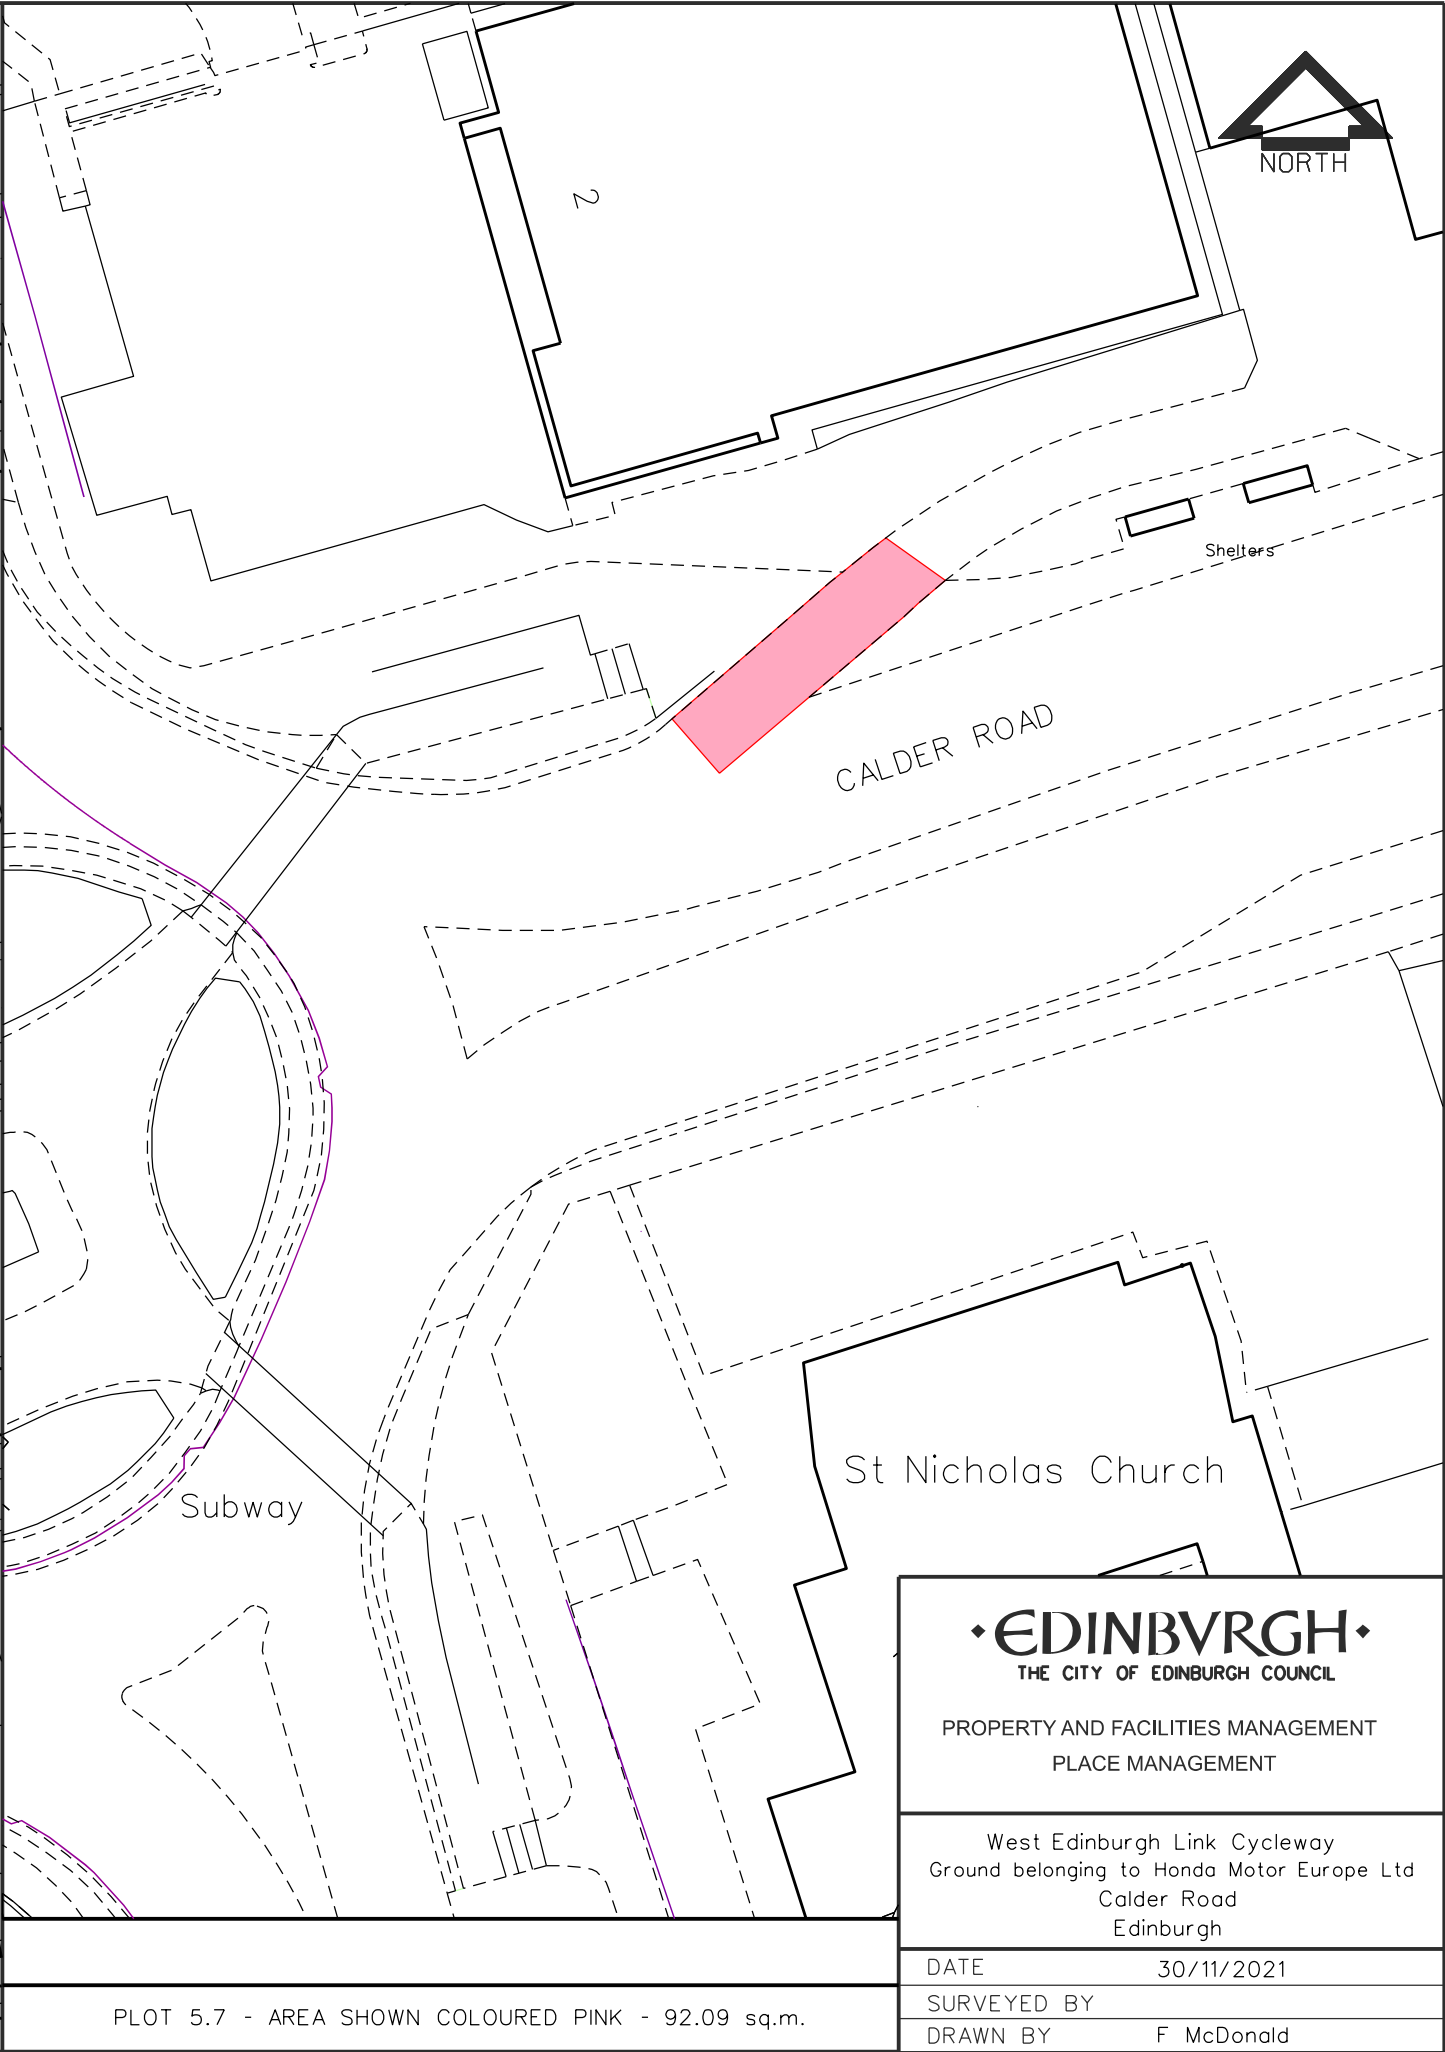 NORTH
2
Shelters
CALDER ROAD
St Nicholas Church
Subway
EDINBVRGH
THE CITY OF EDINBURGH COUNCIL
PROPERTY AND FACILITIES MANAGEMENT
PLACE MANAGEMENT
West Edinburgh Link Cycleway
Ground belonging to Honda Motor Europe Ltd
Calder Road
Edinburgh
DATE 30/11/2021
SURVEYED BY
DRAWN BY F McDonald
PLOT 5.7 - AREA SHOWN COLOURED PINK - 92.09 sq.m.